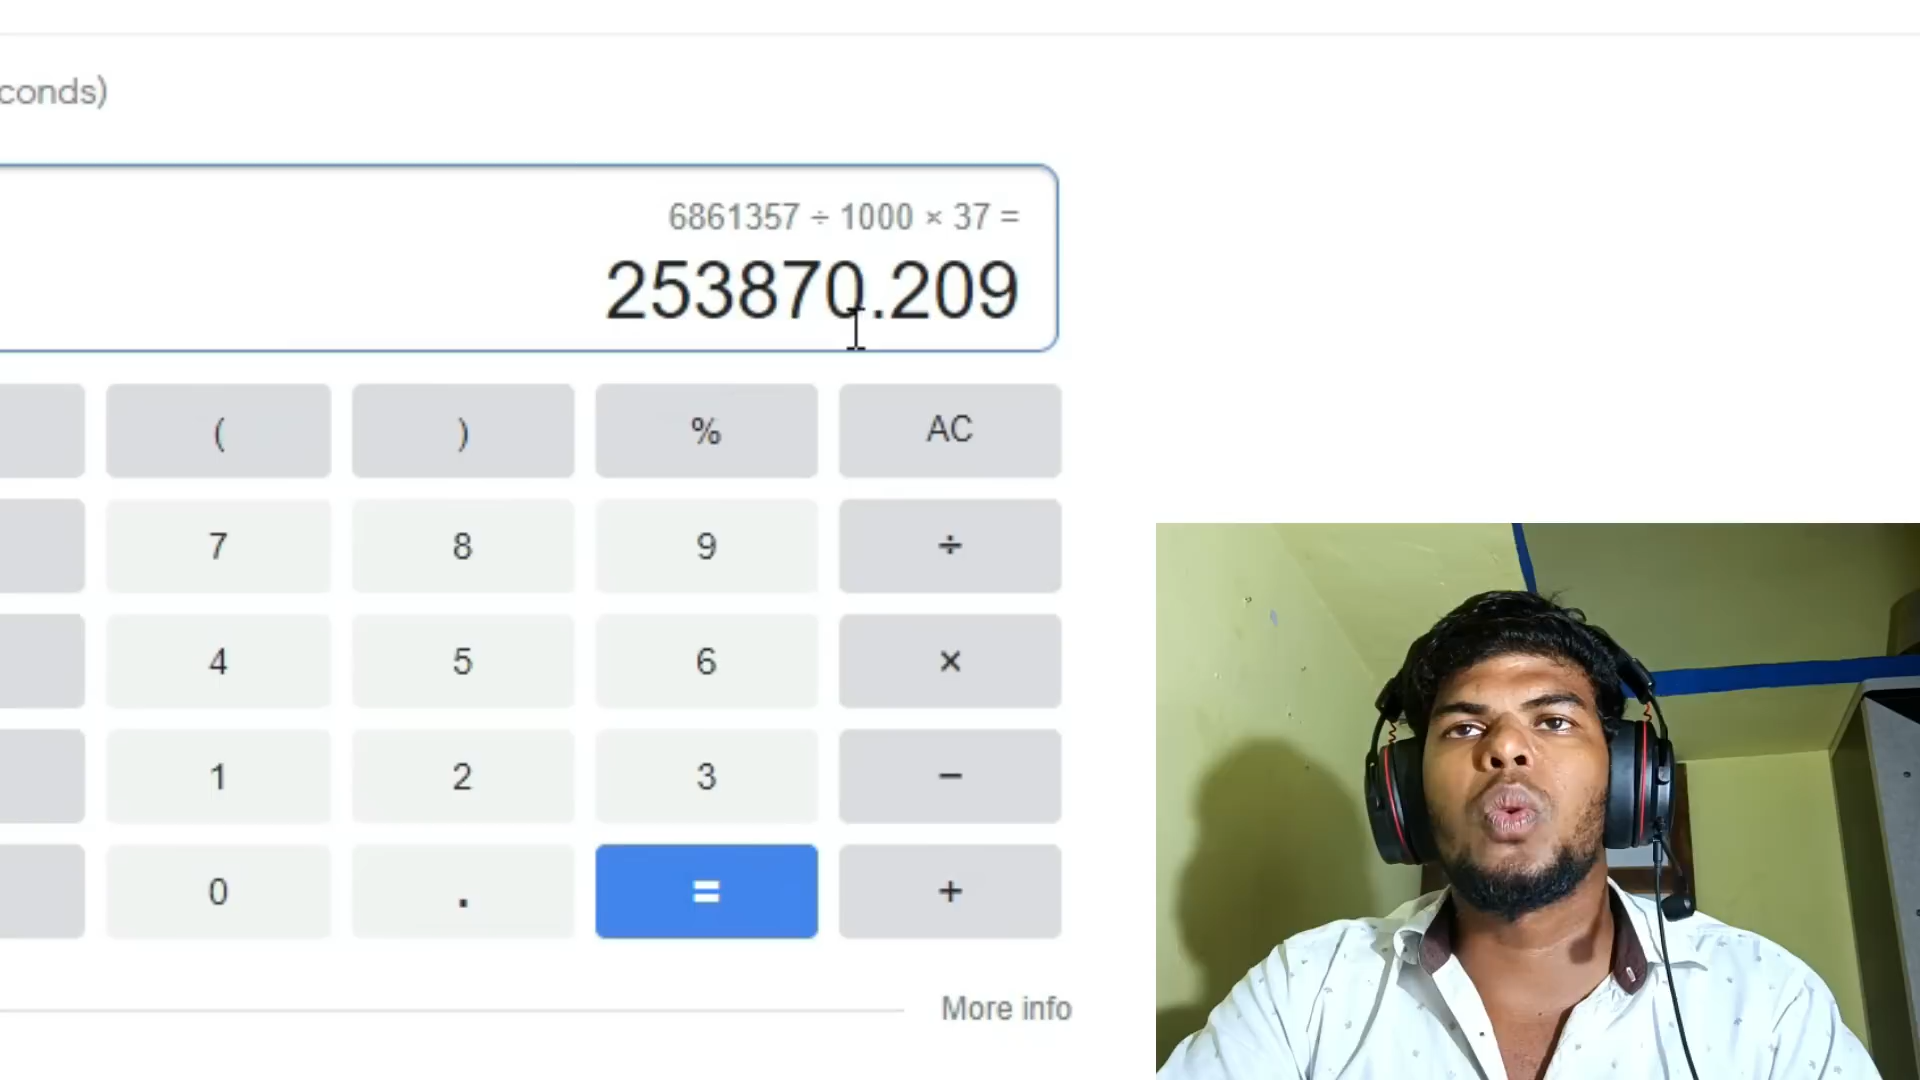 conds)
6861357 ÷ 1000 × 37 =
253870.209
( ) % AC
7 8 9 ÷
4 5 6 ×
1 2 3 −
0 . = +
More info